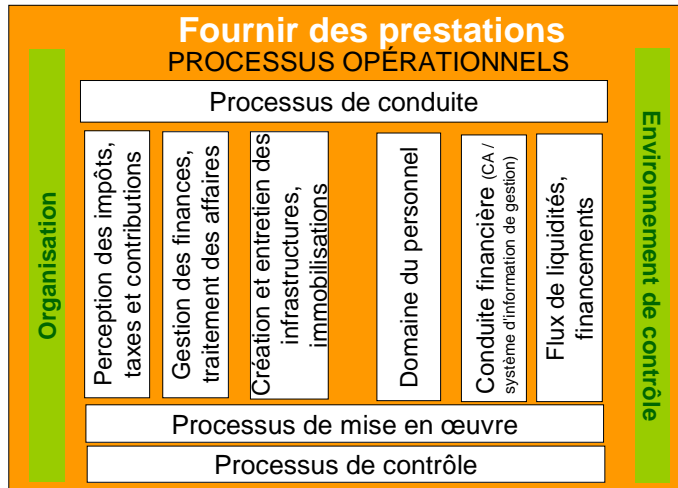 Fournir des prestations
PROCESSUS OPÉRATIONNELS
Processus de conduite
Organisation
Perception des impôts,
taxes et contributions
Gestion des finances,
traitement des affaires
Création et entretien des
infrastructures,
immobilisations
Domaine du personnel
Conduite financière (CA /
système d'information de gestion)
Flux de liquidités,
financements
Environnement de contrôle
Processus de mise en œuvre
Processus de contrôle